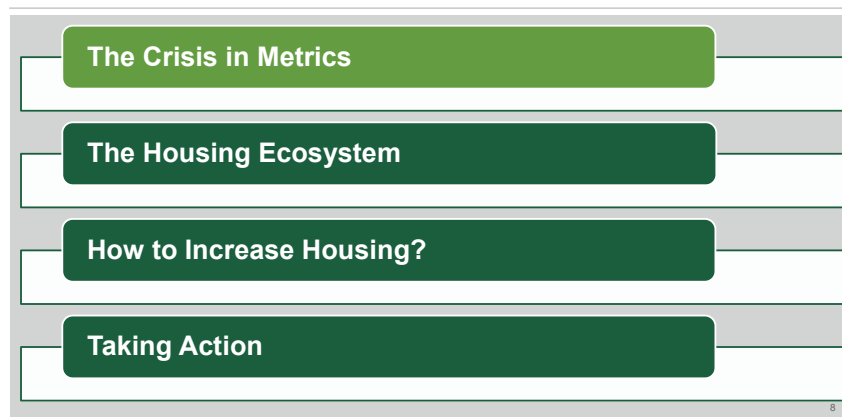 The Crisis in Metrics
The Housing Ecosystem
How to Increase Housing?
Taking Action
8